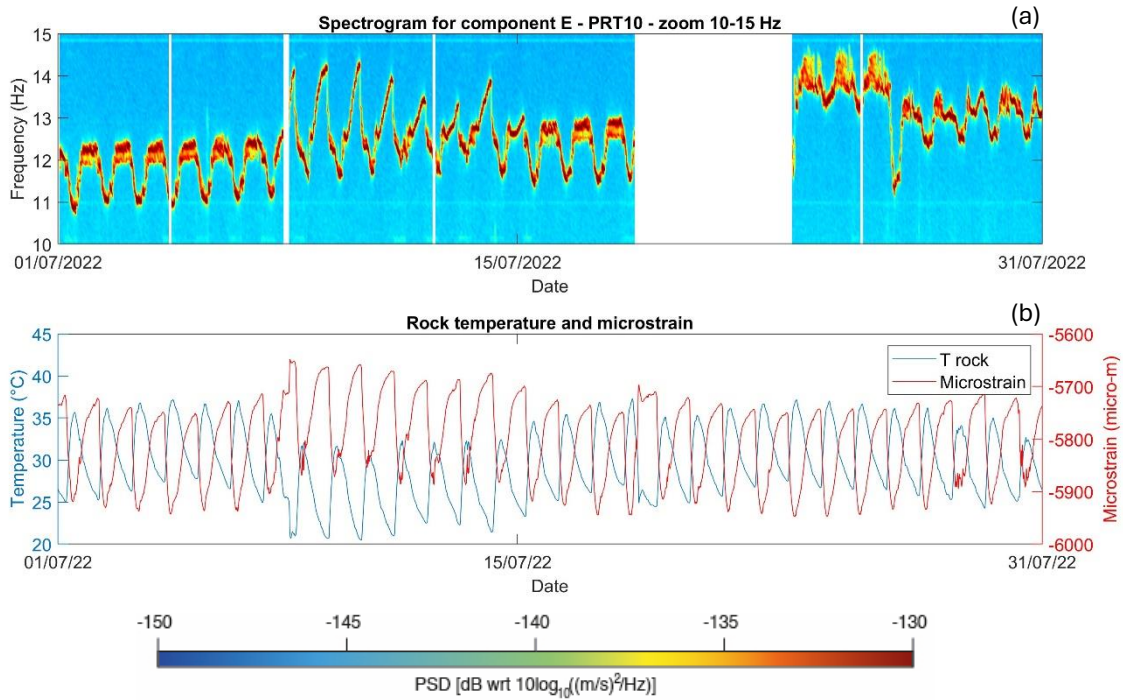 Spectrogram for component E - PRT10 - zoom 10-15 Hz
(a)
15
14
13
12
11
10
Frequency (Hz)
01/07/2022
15/07/2022
31/07/2022
Date
Rock temperature and microstrain
(b)
45
40
35
30
25
20
Temperature (°C)
-5600
-5700
-5800
-5900
-6000
Microstrain (micro-m)
T rock
Microstrain
01/07/22
15/07/22
31/07/22
Date
-150
-145
-140
-135
-130
PSD [dB wrt 10log₁₀((m/s)²/Hz)]